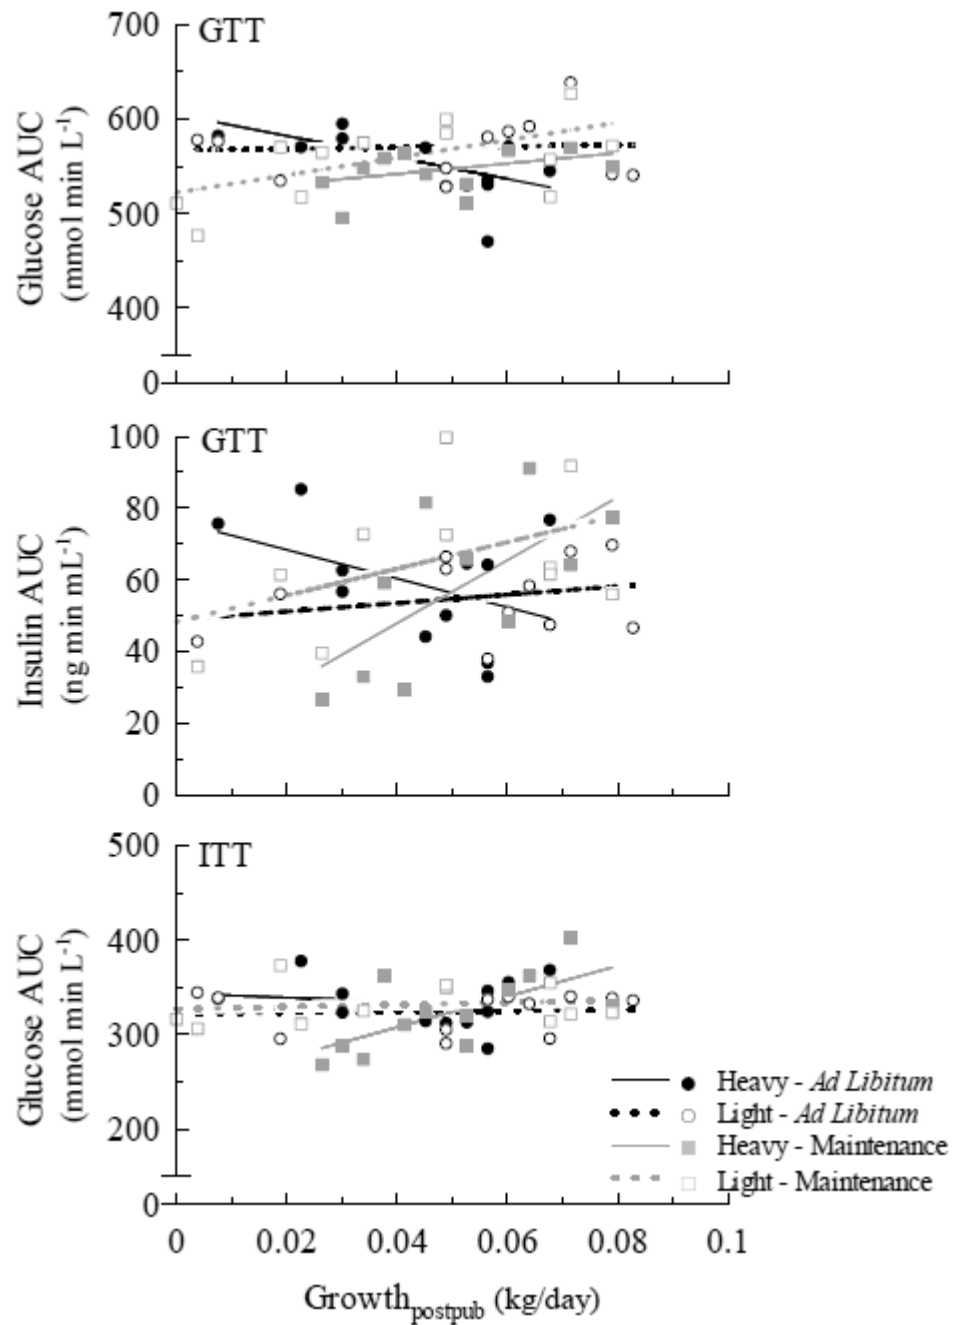 700
GTT
600
500
400
0
Glucose AUC
(mmol min L⁻¹)
100
GTT
80
60
40
20
0
Insulin AUC
(ng min mL⁻¹)
500
ITT
400
300
200
0
Glucose AUC
(mmol min L⁻¹)
Heavy - Ad Libitum
Light - Ad Libitum
Heavy - Maintenance
Light - Maintenance
0 0.02 0.04 0.06 0.08 0.1
Growth_postpub (kg/day)